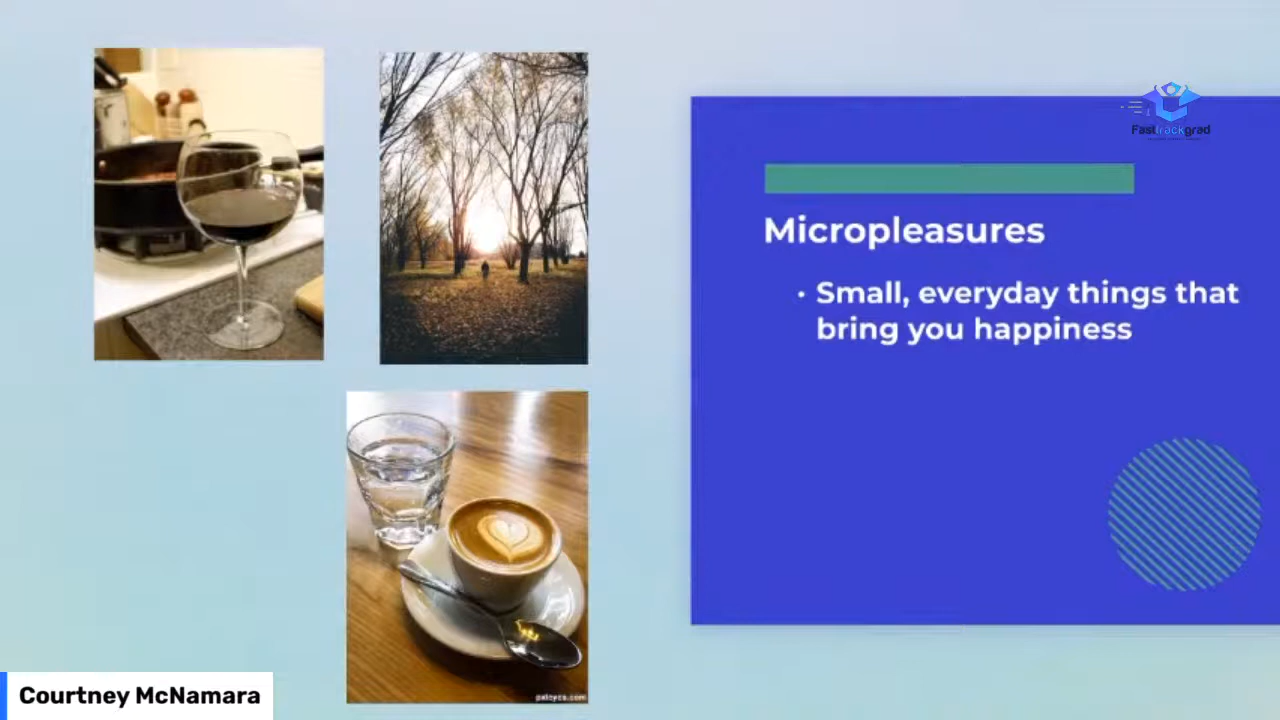 Fasttrackgrad
Micropleasures
• Small, everyday things that
bring you happiness
Courtney McNamara